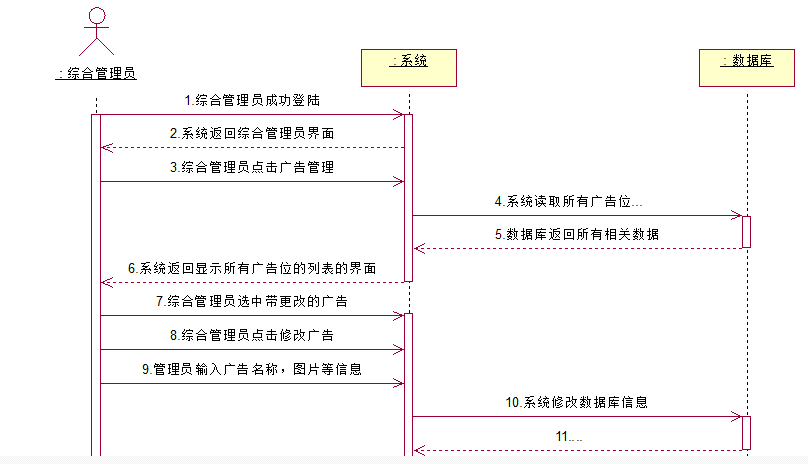 : 综合管理员
: 系统
: 数据库
1.综合管理员成功登陆
2.系统返回综合管理员界面
3.综合管理员点击广告管理
4.系统读取所有广告位...
5.数据库返回所有相关数据
6.系统返回显示所有广告位的列表的界面
7.综合管理员选中带更改的广告
8.综合管理员点击修改广告
9.管理员输入广告名称，图片等信息
10.系统修改数据库信息
11....